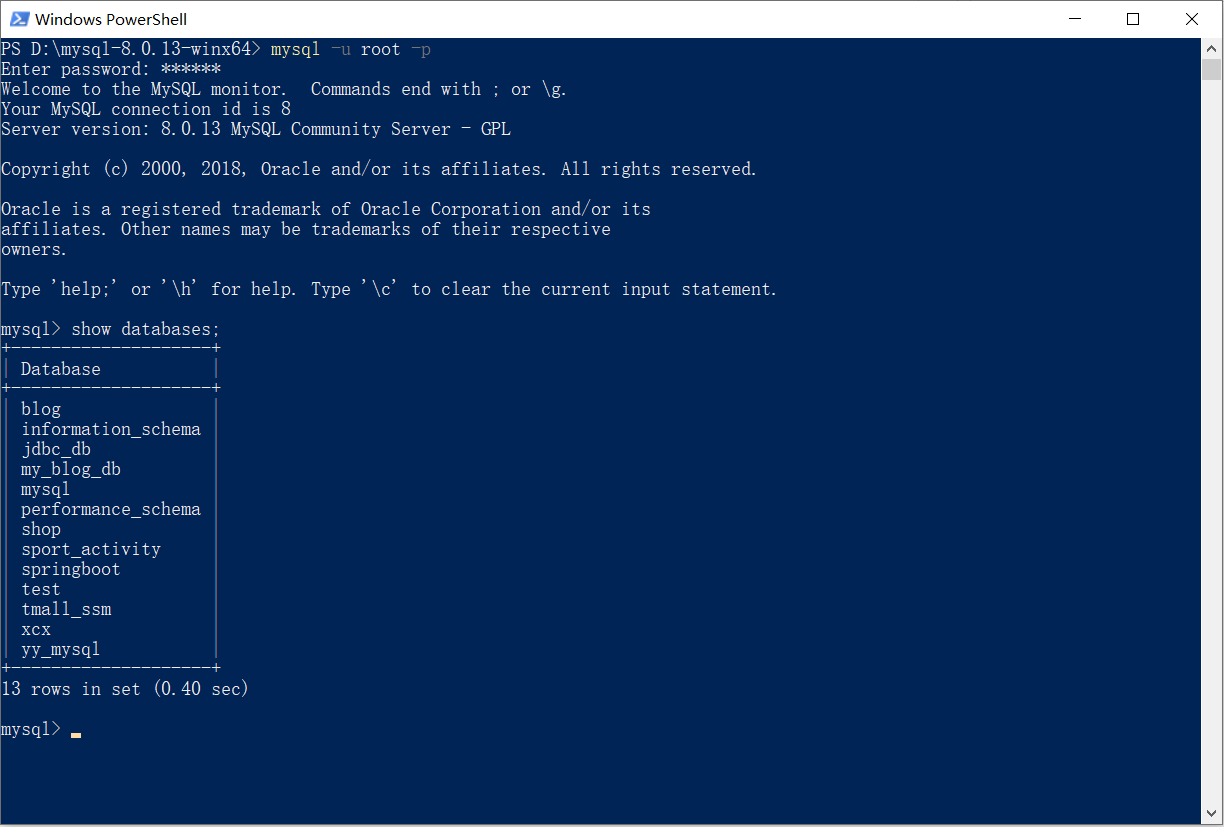 Windows PowerShell
PS D:\mysql-8.0.13-winx64> mysql -u root -p
Enter password: ******
Welcome to the MySQL monitor.  Commands end with ; or \g.
Your MySQL connection id is 8
Server version: 8.0.13 MySQL Community Server - GPL
Copyright (c) 2000, 2018, Oracle and/or its affiliates. All rights reserved.
Oracle is a registered trademark of Oracle Corporation and/or its
affiliates. Other names may be trademarks of their respective
owners.
Type 'help;' or '\h' for help. Type '\c' to clear the current input statement.
mysql> show databases;
+--------------------+
| Database           |
+--------------------+
| blog               |
| information_schema |
| jdbc_db            |
| my_blog_db         |
| mysql              |
| performance_schema |
| shop               |
| sport_activity     |
| springboot         |
| test               |
| tmall_ssm          |
| xcx                |
| yy_mysql           |
+--------------------+
13 rows in set (0.40 sec)
mysql> _